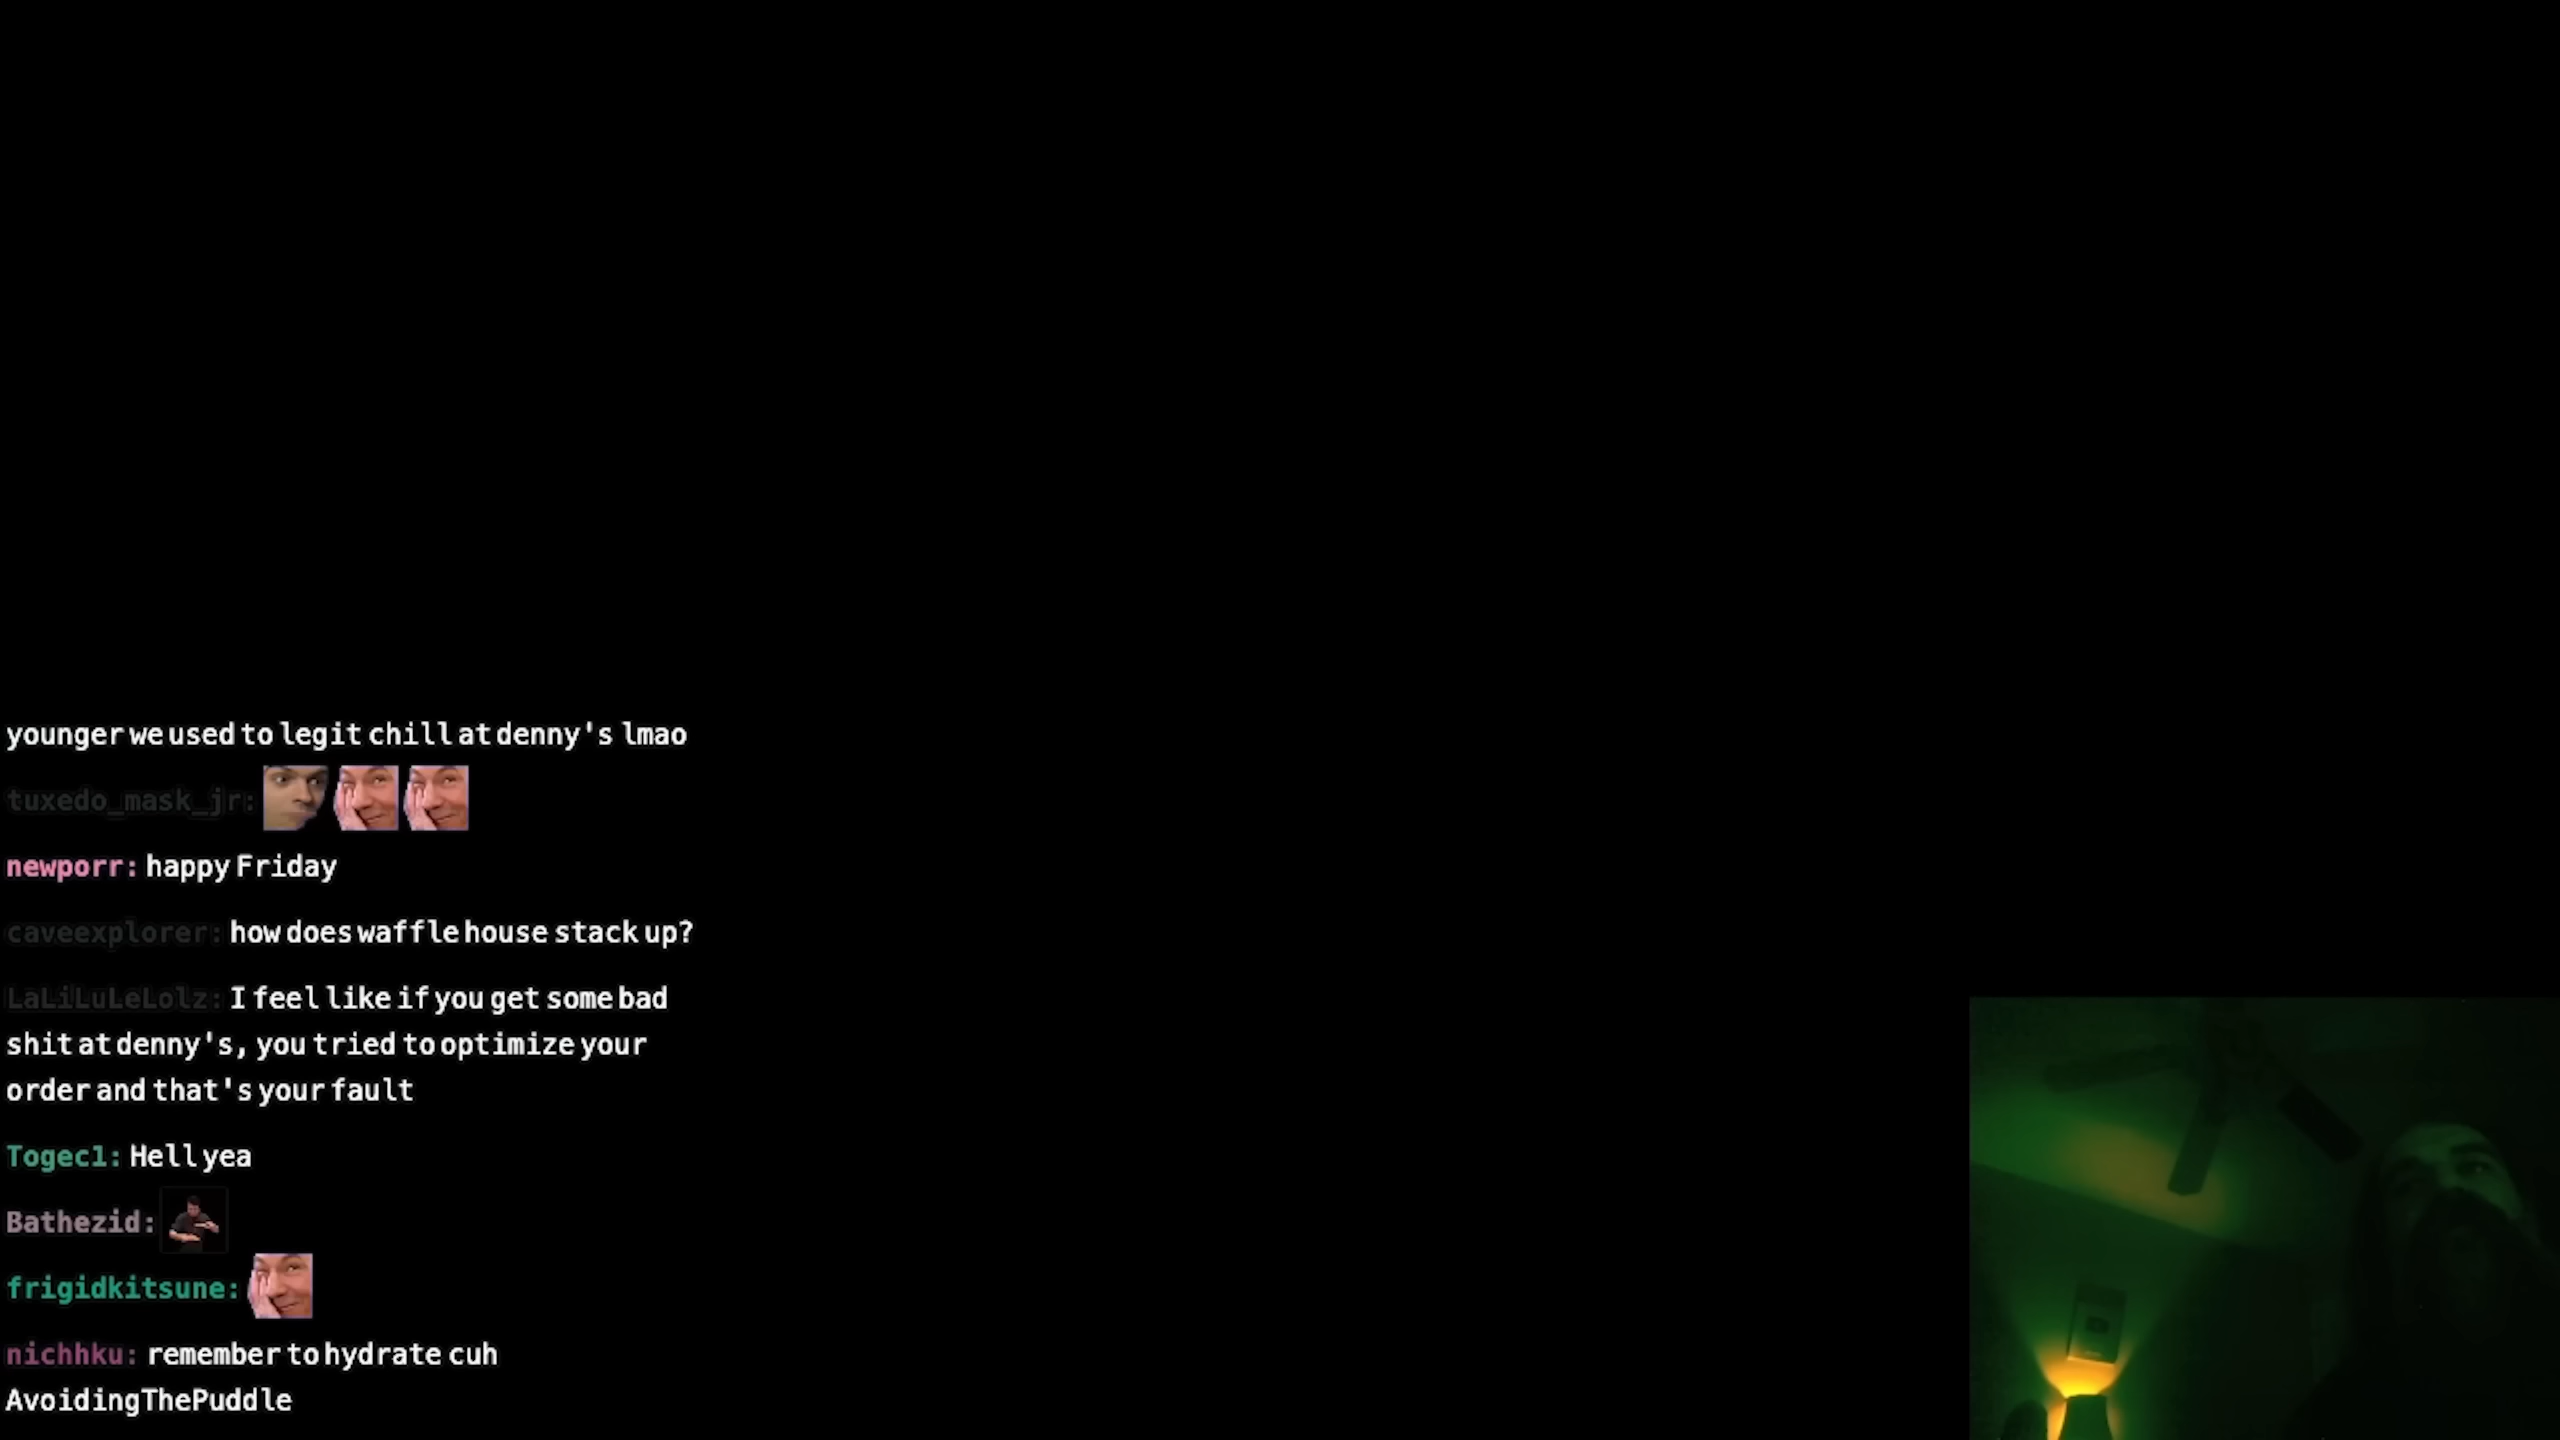 younger we used to legit chill at denny's lmao
tuxedo_mask_jr:
newporr: happy Friday
caveexplorer: how does waffle house stack up?
LaLiLuLeLolz: I feel like if you get some bad
shit at denny's, you tried to optimize your
order and that's your fault
Togec1: Hell yea
Bathezid:
frigidkitsune:
nichhku: remember to hydrate cuh
AvoidingThePuddle